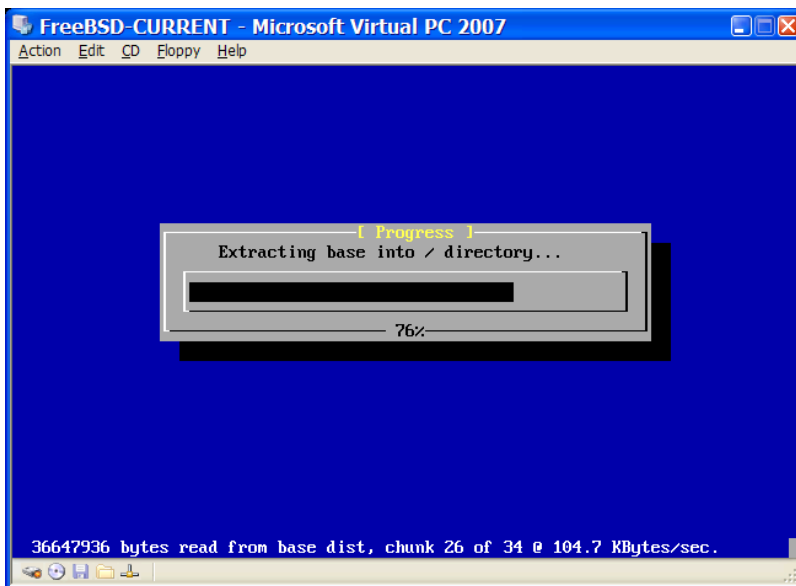 FreeBSD-CURRENT - Microsoft Virtual PC 2007
Action Edit CD Floppy Help
[ Progress ]
Extracting base into / directory...
76%
36647936 bytes read from base dist, chunk 26 of 34 @ 104.7 KBytes/sec.